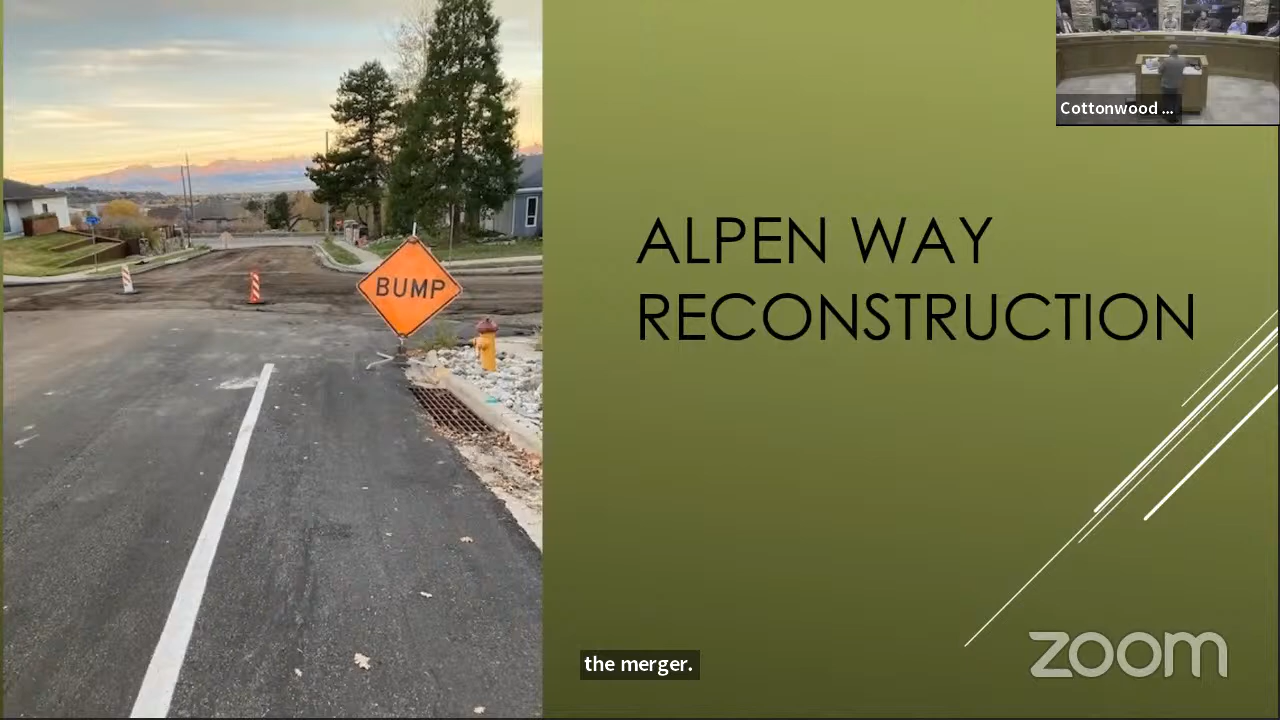 BUMP
Cottonwood ...
ALPEN WAY
RECONSTRUCTION
the merger.
zoom